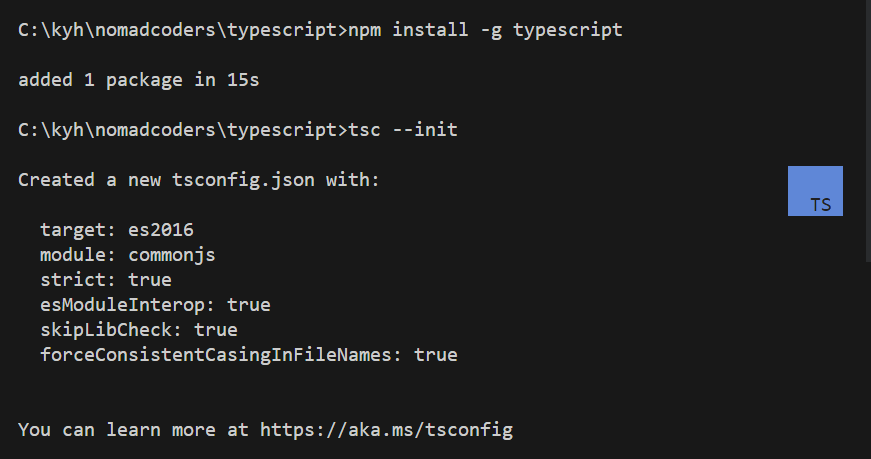 C:\kyh\nomadcoders\typescript>npm install -g typescript
added 1 package in 15s
C:\kyh\nomadcoders\typescript>tsc --init
Created a new tsconfig.json with:
TS
target: es2016
module: commonjs
strict: true
esModuleInterop: true
skipLibCheck: true
forceConsistentCasingInFileNames: true
You can learn more at https://aka.ms/tsconfig